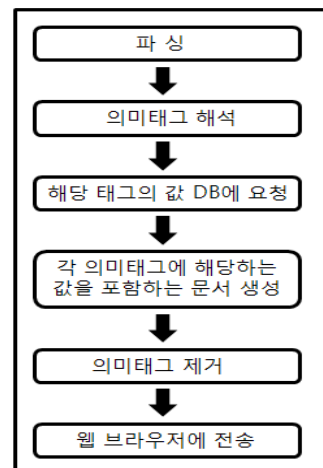 파 싱
의미태그 해석
해당 태그의 값 DB에 요청
각 의미태그에 해당하는
값을 포함하는 문서 생성
의미태그 제거
웹 브라우저에 전송